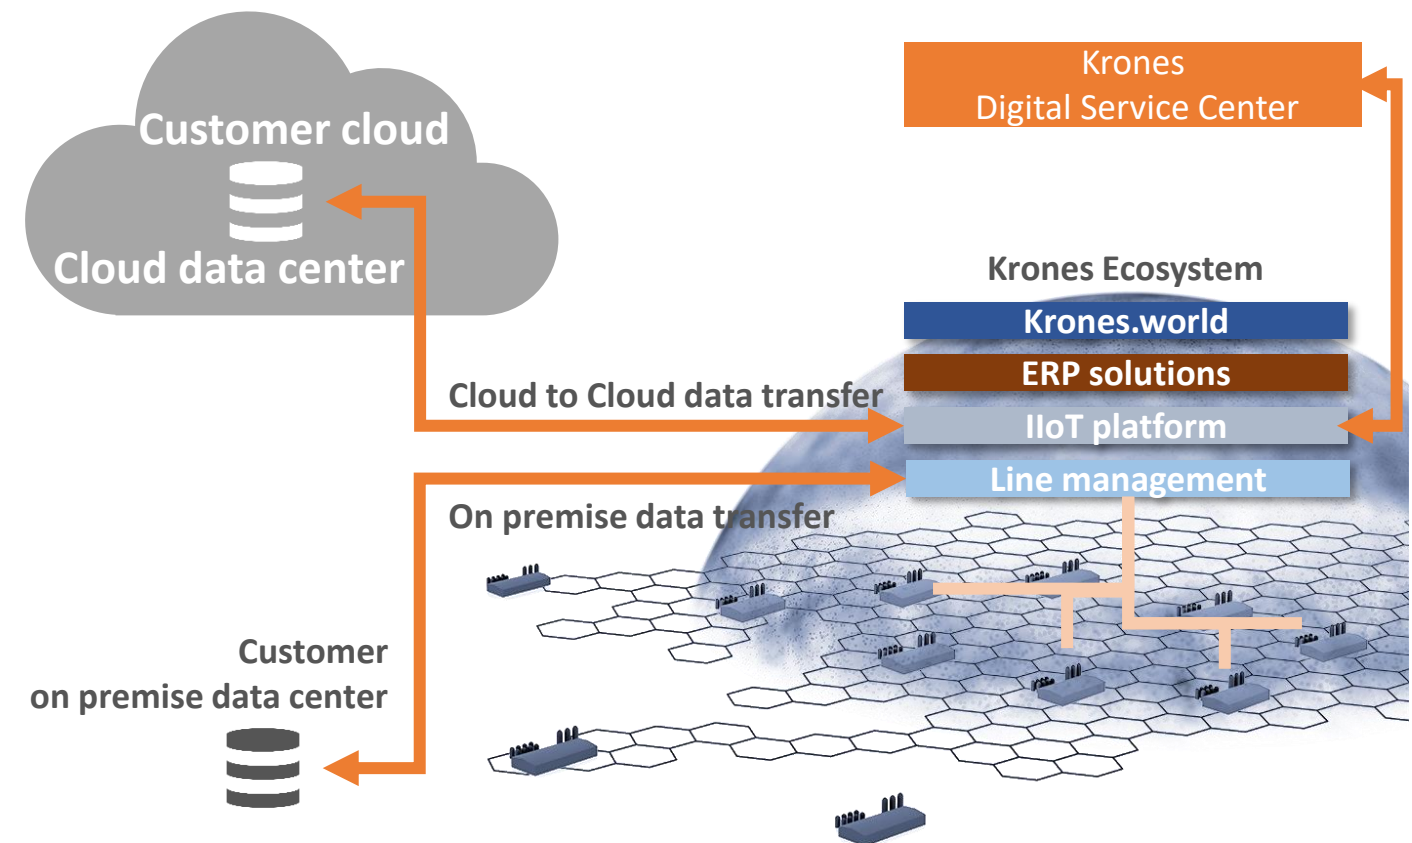 Customer cloud
Cloud data center
Krones
Digital Service Center
Krones Ecosystem
Krones.world
ERP solutions
IIoT platform
Line management
Cloud to Cloud data transfer
On premise data transfer
Customer
on premise data center